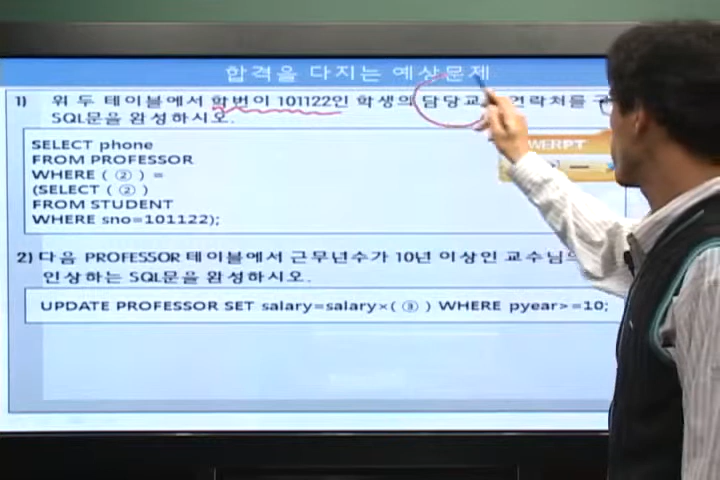 합격을 다지는 예상문제
1) 위 두 테이블에서 학번이 101122인 학생의 담당교 연락처를
SQL문을 완성하시오.
SELECT phone
FROM PROFESSOR
WHERE ( ② ) =
(SELECT ( ② )
FROM STUDENT
WHERE sno=101122);
2) 다음 PROFESSOR 테이블에서 근무년수가 10년 이상인 교수님의
인상하는 SQL문을 완성하시오.
UPDATE PROFESSOR SET salary=salary×( ③ ) WHERE pyear>=10;